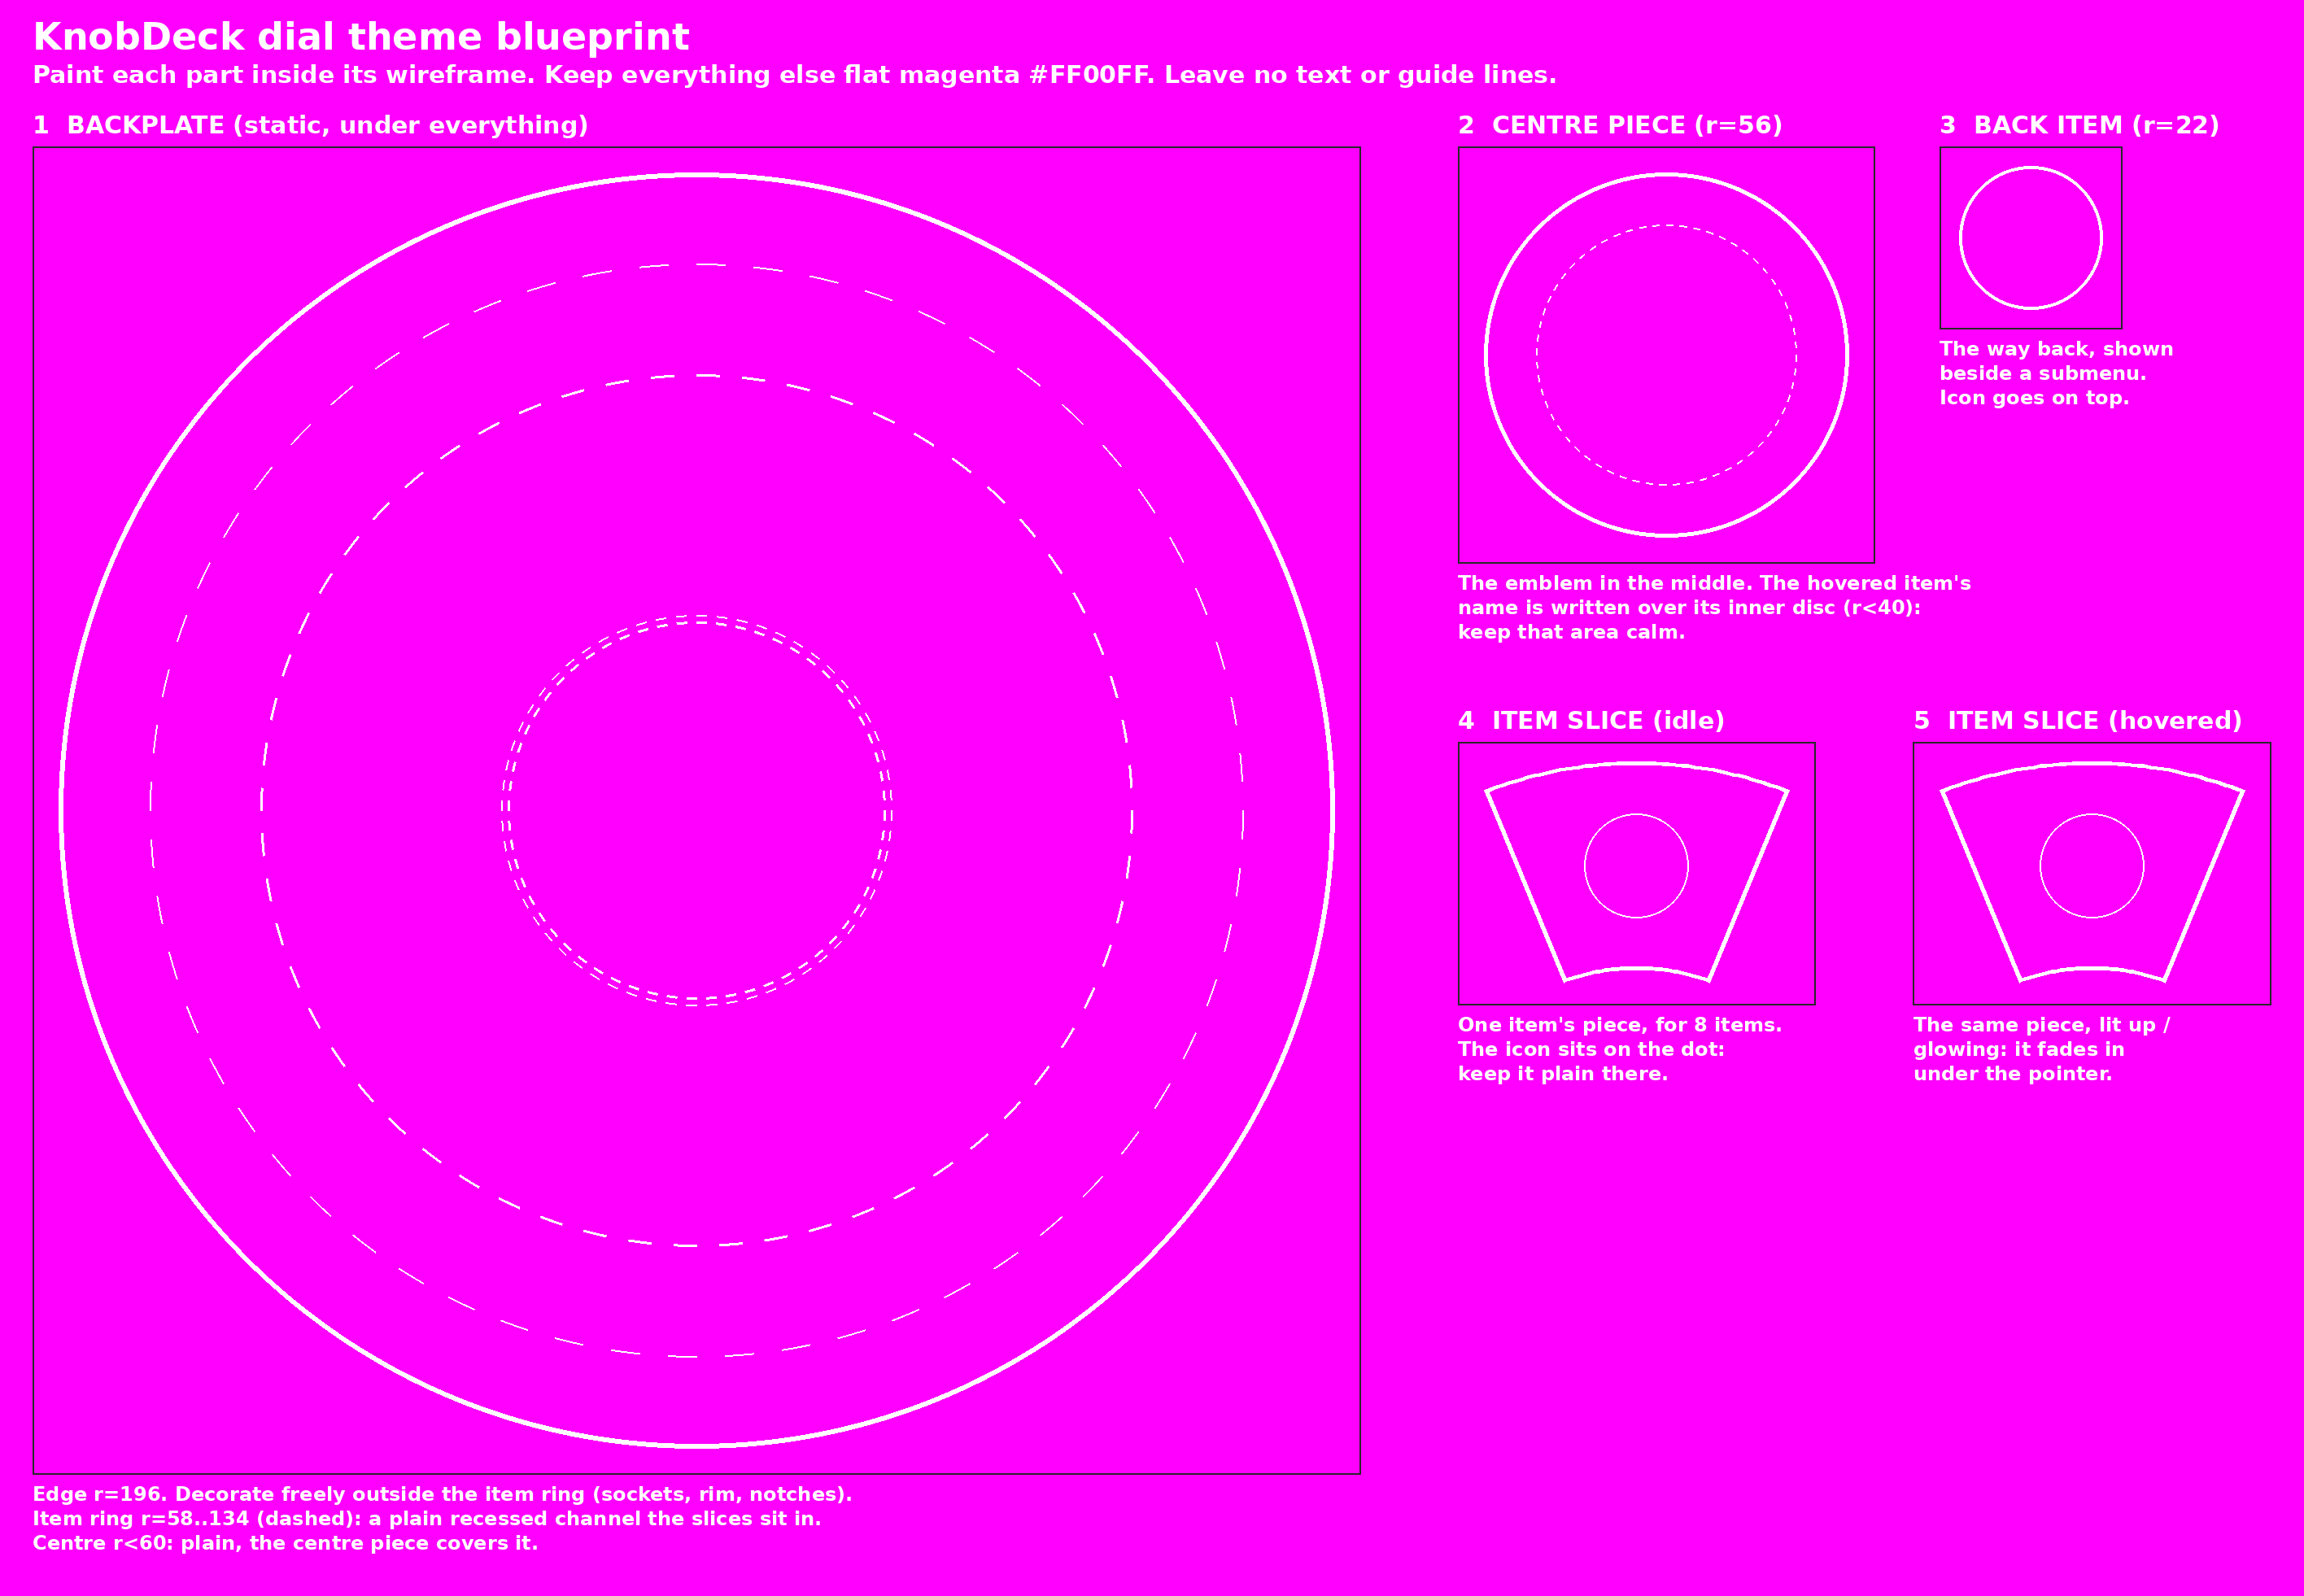 KnobDeck dial theme blueprint
Paint each part inside its wireframe. Keep everything else flat magenta #FF00FF. Leave no text or guide lines.
1  BACKPLATE (static, under everything)
2  CENTRE PIECE (r=56)
3  BACK ITEM (r=22)
The way back, shown
beside a submenu.
Icon goes on top.
The emblem in the middle. The hovered item's
name is written over its inner disc (r<40):
keep that area calm.
4  ITEM SLICE (idle)
5  ITEM SLICE (hovered)
One item's piece, for 8 items.
The icon sits on the dot:
keep it plain there.
The same piece, lit up /
glowing: it fades in
under the pointer.
Edge r=196. Decorate freely outside the item ring (sockets, rim, notches).
Item ring r=58..134 (dashed): a plain recessed channel the slices sit in.
Centre r<60: plain, the centre piece covers it.